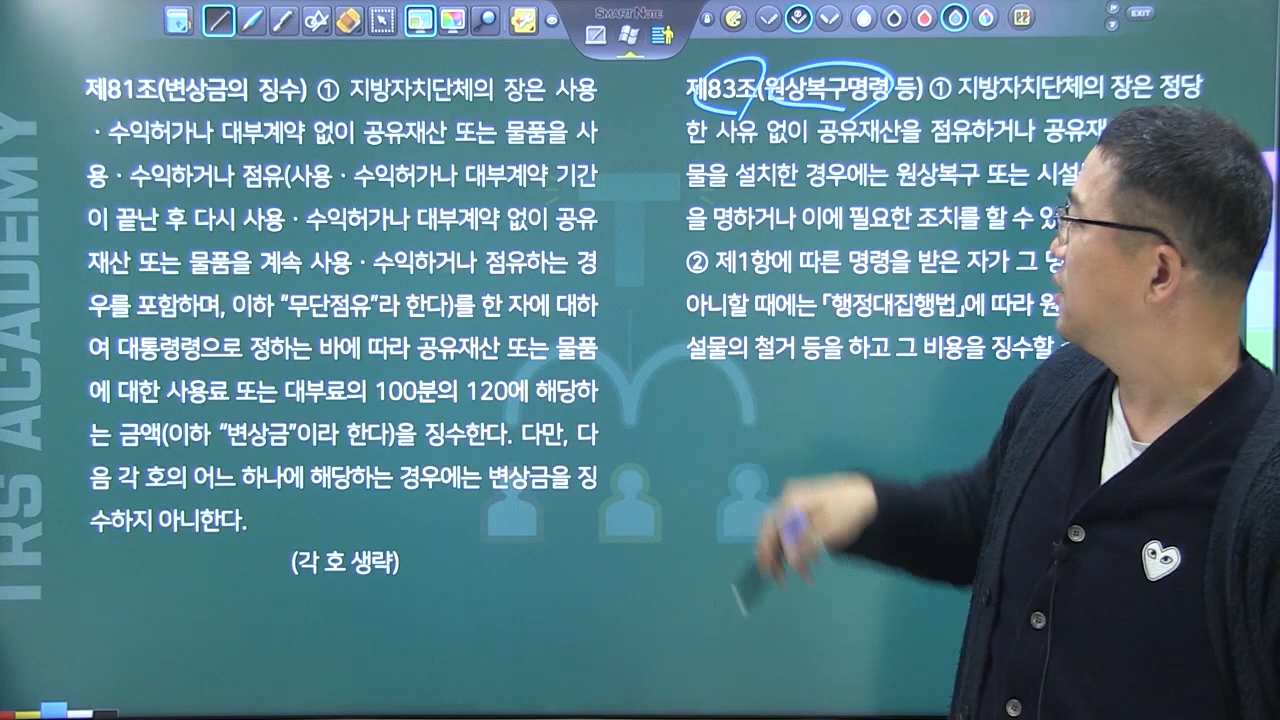 SMART NOTE
EXIT
제81조(변상금의 징수) ① 지방자치단체의 장은 사용
· 수익허가나 대부계약 없이 공유재산 또는 물품을 사
용 · 수익하거나 점유(사용 · 수익허가나 대부계약 기간
이 끝난 후 다시 사용 · 수익허가나 대부계약 없이 공유
재산 또는 물품을 계속 사용 · 수익하거나 점유하는 경
우를 포함하며, 이하 “무단점유”라 한다)를 한 자에 대하
여 대통령령으로 정하는 바에 따라 공유재산 또는 물품
에 대한 사용료 또는 대부료의 100분의 120에 해당하
는 금액(이하 “변상금”이라 한다)을 징수한다. 다만, 다
음 각 호의 어느 하나에 해당하는 경우에는 변상금을 징
수하지 아니한다.
(각 호 생략)
제83조(원상복구명령 등) ① 지방자치단체의 장은 정당
한 사유 없이 공유재산을 점유하거나 공유재
물을 설치한 경우에는 원상복구 또는 시설
을 명하거나 이에 필요한 조치를 할 수
② 제1항에 따른 명령을 받은 자가 그
아니할 때에는 「행정대집행법」에 따라 원
설물의 철거 등을 하고 그 비용을 징수할
TRS ACADEMY